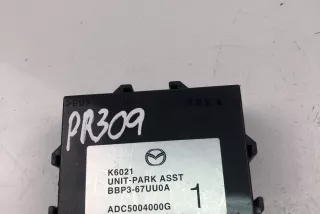 PR309
K6021
UNIT-PARK ASST
BBP3-67UU0A
ADC5004000G
1